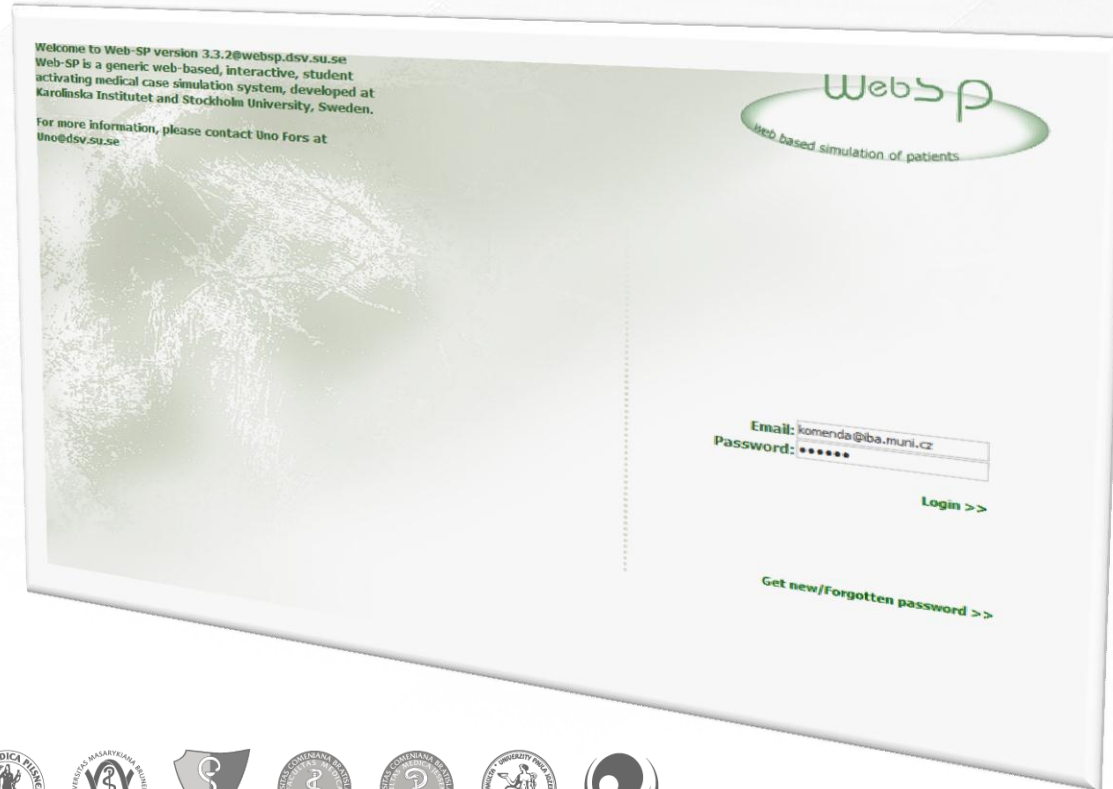 Welcome to Web-SP version 3.3.2@websp.dsv.su.se
Web-SP is a generic web-based, interactive, student
activating medical case simulation system, developed at
Karolinska Institutet and Stockholm University, Sweden.
For more information, please contact Uno Fors at
Uno@dsv.su.se
WebSP
web based simulation of patients
Email: komenda@iba.muni.cz
Password: ••••••
Login >>
Get new/Forgotten password >>